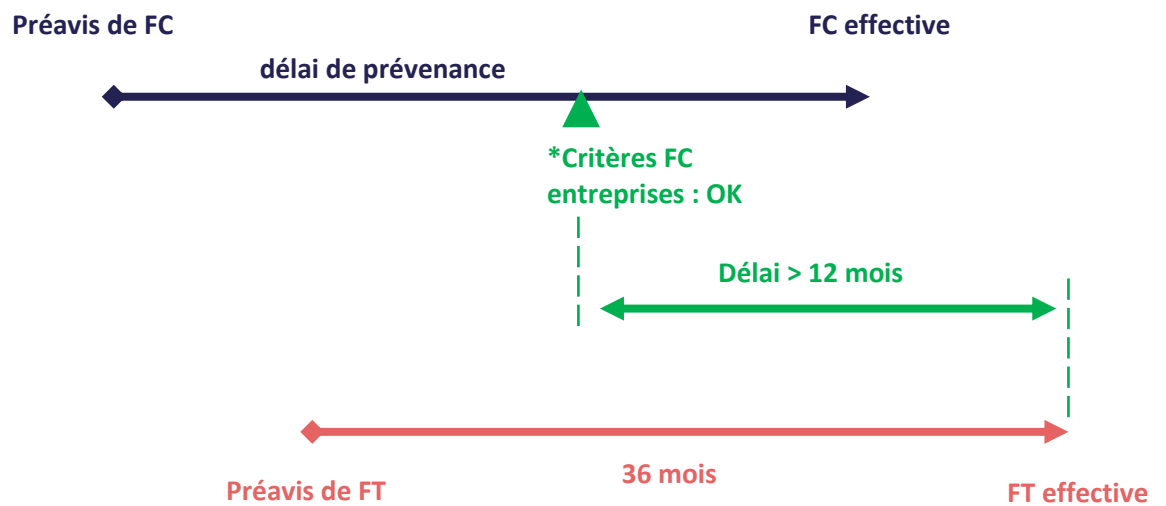 Préavis de FC
FC effective
délai de prévenance
*Critères FC
entreprises : OK
Délai > 12 mois
36 mois
Préavis de FT
FT effective